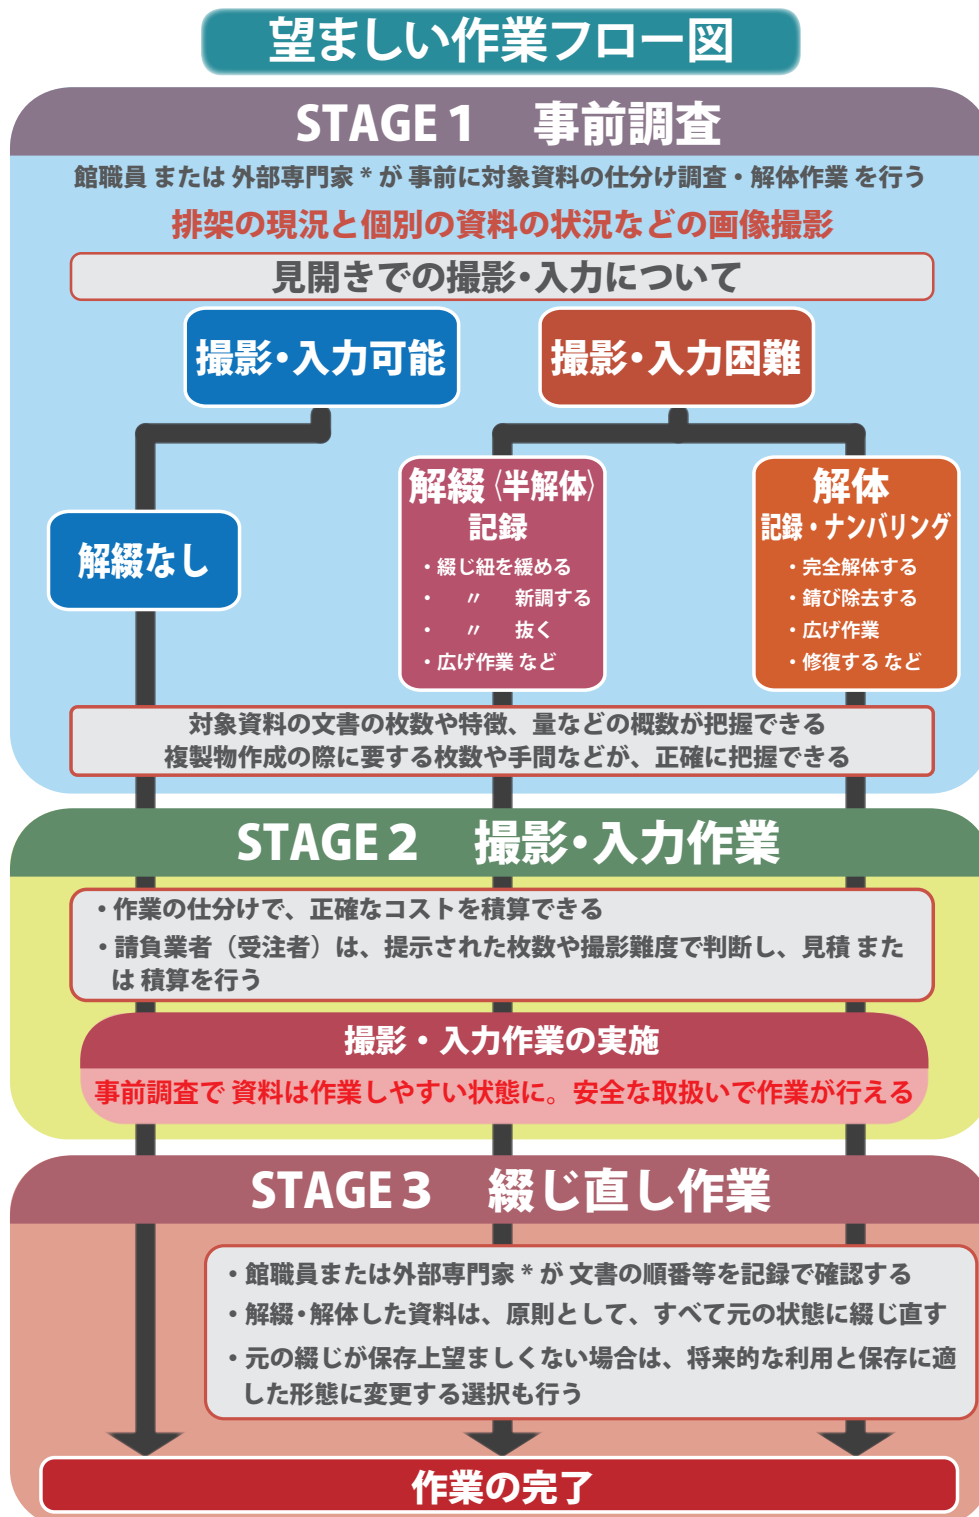 望ましい作業フロー図
STAGE 1　事前調査
館職員 または 外部専門家 * が 事前に対象資料の仕分け調査・解体作業 を行う
排架の現況と個別の資料の状況などの画像撮影
見開きでの撮影・入力について
撮影・入力可能
撮影・入力困難
解綴なし
解綴〈半解体〉
記録
・綴じ紐を緩める
・　〃　新調する
・　〃　抜く
・広げ作業 など
解体
記録・ナンバリング
・完全解体する
・錆び除去する
・広げ作業
・修復する など
対象資料の文書の枚数や特徴、量などの概数が把握できる
複製物作成の際に要する枚数や手間などが、正確に把握できる
STAGE 2　撮影・入力作業
・作業の仕分けで、正確なコストを積算できる
・請負業者（受注者）は、提示された枚数や撮影難度で判断し、見積 また
は 積算を行う
撮影・入力作業の実施
事前調査で 資料は作業しやすい状態に。安全な取扱いで作業が行える
STAGE 3　綴じ直し作業
・館職員または外部専門家 * が 文書の順番等を記録で確認する
・解綴・解体した資料は、原則として、すべて元の状態に綴じ直す
・元の綴じが保存上望ましくない場合は、将来的な利用と保存に適
した形態に変更する選択も行う
作業の完了